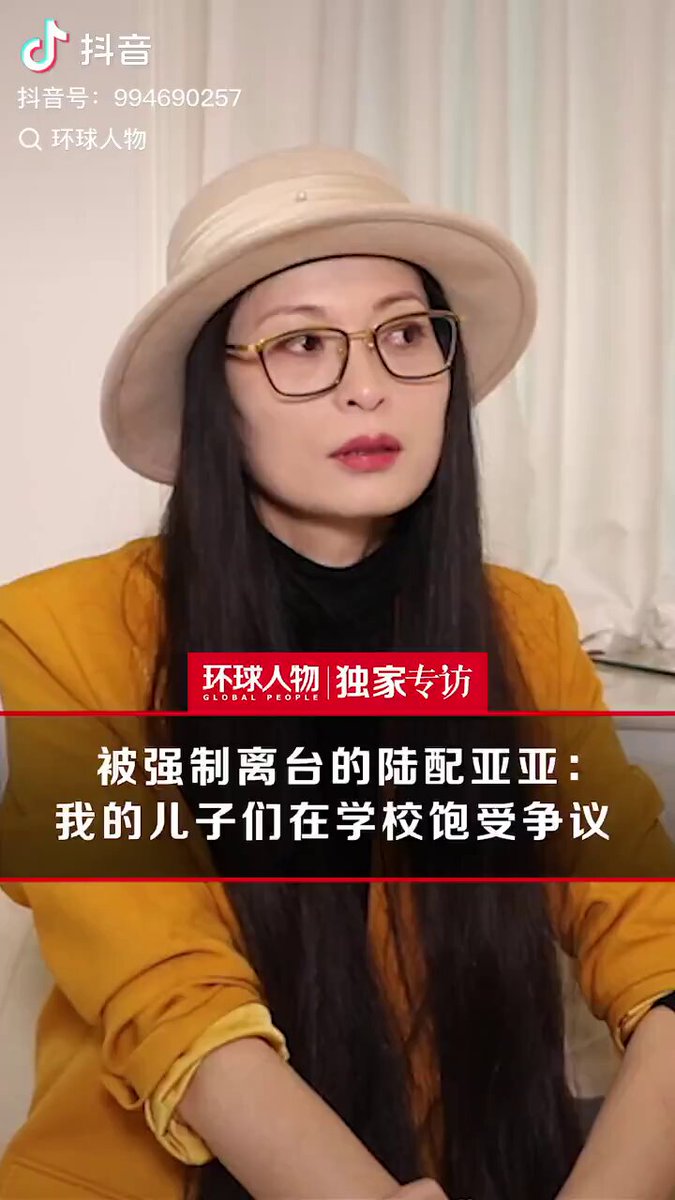 抖音
抖音号：994690257
环球人物
环球人物|独家专访
GLOBAL PEOPLE
被强制离台的陆配亚亚：
我的儿子们在学校饱受争议